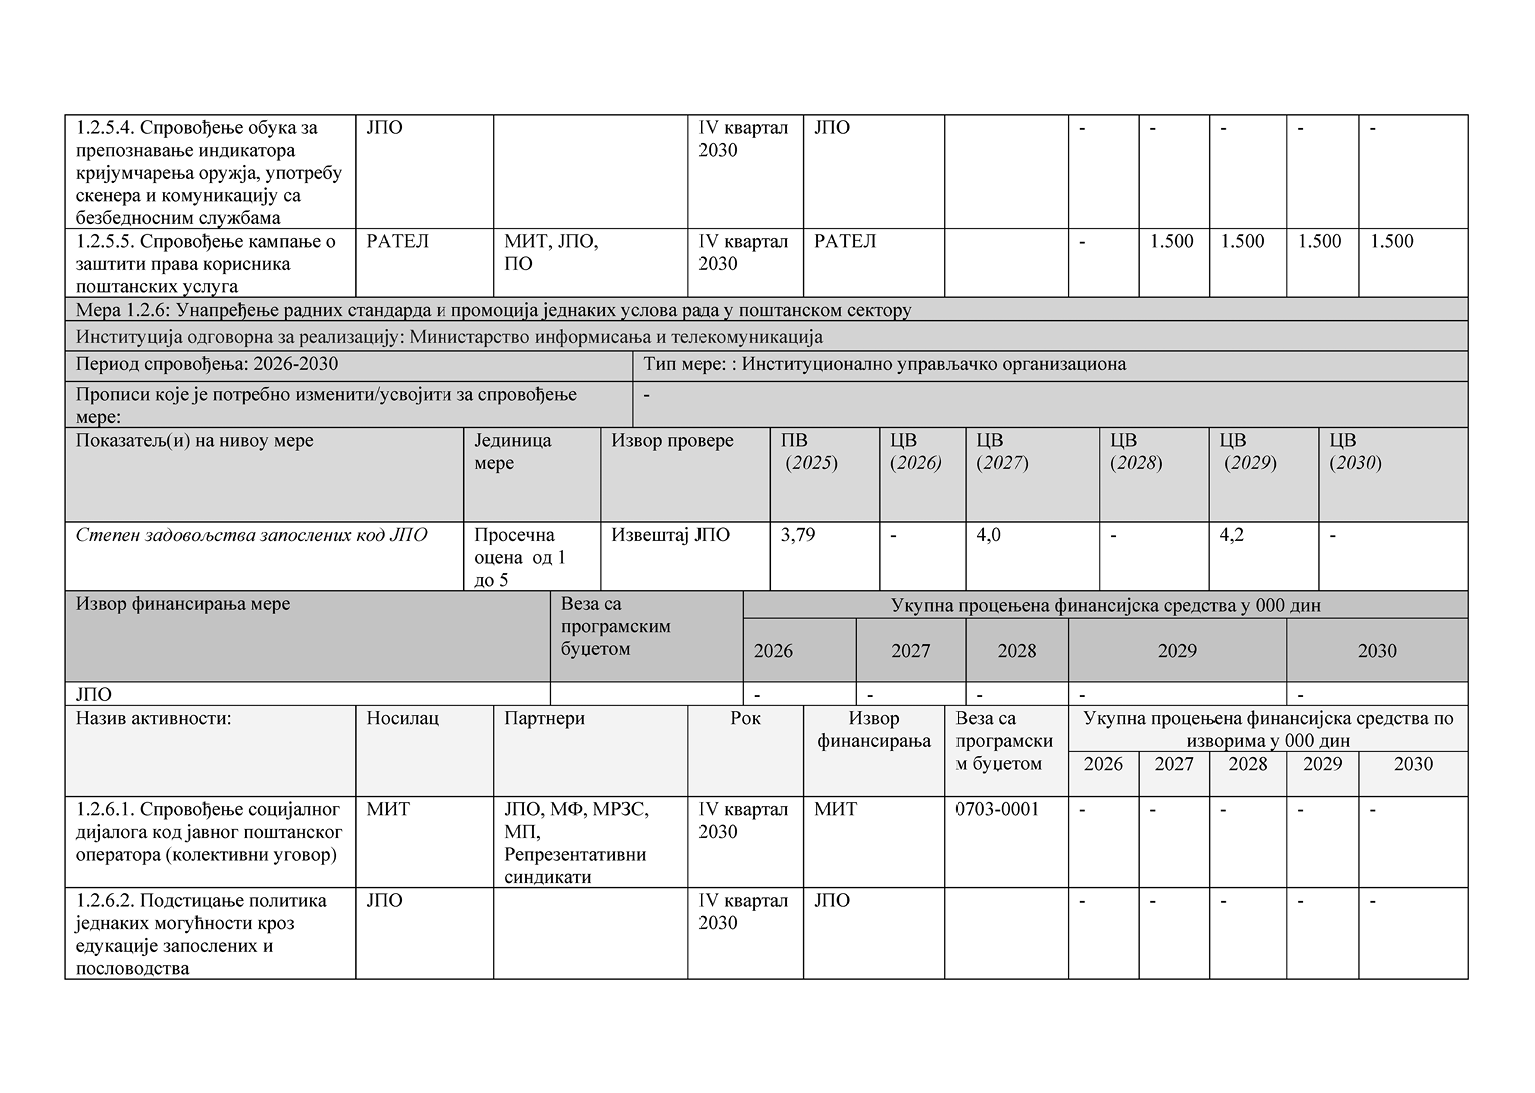 1.2.5.4. Спровођење обука за препознавање индикатора кријумчарења оружја, употребу скенера и комуникацију са безбедносним службама | ЈПО | | IV квартал 2030 | ЈПО | | - | - | - | - | -
1.2.5.5. Спровођење кампање о заштити права корисника поштанских услуга | РАТЕЛ | МИТ, ЈПО, ПО | IV квартал 2030 | РАТЕЛ | | - | 1.500 | 1.500 | 1.500 | 1.500
Мера 1.2.6: Унапређење радних стандарда и промоција једнаких услова рада у поштанском сектору
Институција одговорна за реализацију: Министарство информисања и телекомуникација
Период спровођења: 2026-2030 | Тип мере: : Институционално управљачко организациона
Прописи које је потребно изменити/усвојити за спровођење мере: | -
Показатељ(и) на нивоу мере | Јединица мере | Извор провере | ПВ (2025) | ЦВ (2026) | ЦВ (2027) | ЦВ (2028) | ЦВ (2029) | ЦВ (2030)
Степен задовољства запослених код ЈПО | Просечна оцена од 1 до 5 | Извештај ЈПО | 3,79 | - | 4,0 | - | 4,2 | -
Извор финансирања мере | Веза са програмским буџетом | Укупна процењена финансијска средства у 000 дин
2026 | 2027 | 2028 | 2029 | 2030
ЈПО | | - | - | - | - | -
Назив активности: | Носилац | Партнери | Рок | Извор финансирања | Веза са програмски м буџетом | Укупна процењена финансијска средства по изворима у 000 дин
2026 | 2027 | 2028 | 2029 | 2030
1.2.6.1. Спровођење социјалног дијалога код јавног поштанског оператора (колективни уговор) | МИТ | ЈПО, МФ, МРЗС, МП, Репрезентативни синдикати | IV квартал 2030 | МИТ | 0703-0001 | - | - | - | - | -
1.2.6.2. Подстицање политика једнаких могућности кроз едукације запослених и пословодства | ЈПО | | IV квартал 2030 | ЈПО | | - | - | - | - | -